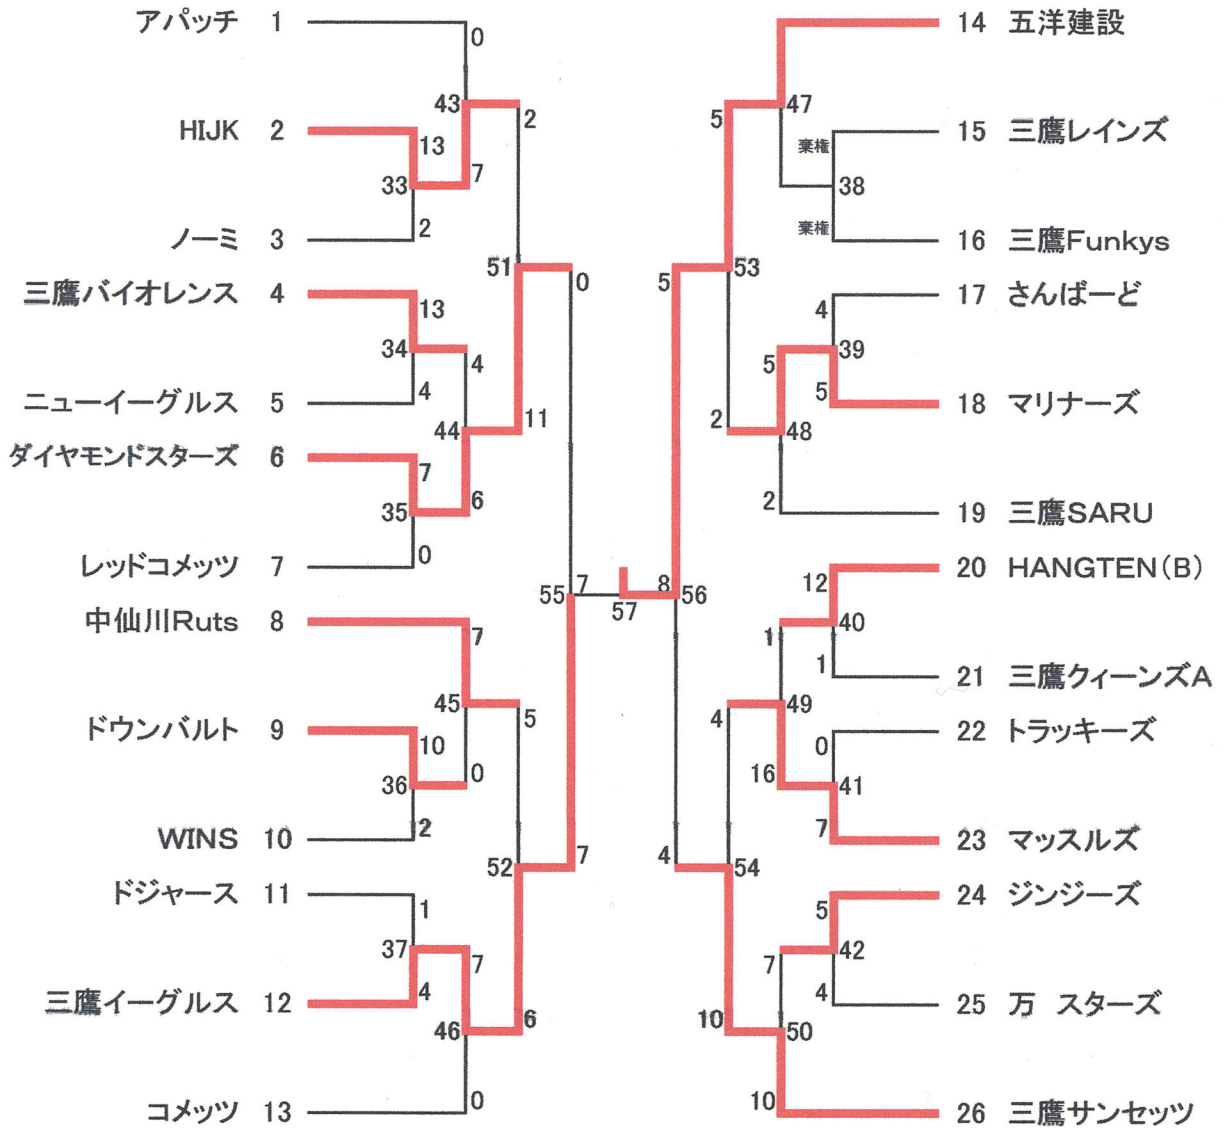 アパッチ 1
0
43
2
HIJK 2
13
33
7
ノーミ 3
2
51
0
三鷹バイオレンス 4
13
34
4
ニューイーグルス 5
4
44
11
ダイヤモンドスターズ 6
7
35
6
レッドコメッツ 7
0
55
7
57
8
56
中仙川Ruts 8
7
45
5
ドウンバルト 9
10
36
0
WINS 10
2
52
7
ドジャース 11
1
37
7
三鷹イーグルス 12
4
46
6
コメッツ 13
0
14 五洋建設
5
47
15 三鷹レインズ
棄権
38
棄権
16 三鷹Funkys
5
53
17 さんばーど
4
5
39
5
18 マリナーズ
2
48
2
19 三鷹SARU
20 HANGTEN(B)
12
1
40
1
21 三鷹クィーンズA
4
49
22 トラッキーズ
0
16
41
7
23 マッスルズ
4
54
24 ジンジーズ
5
7
42
4
25 万 スターズ
10
50
10
26 三鷹サンセッツ